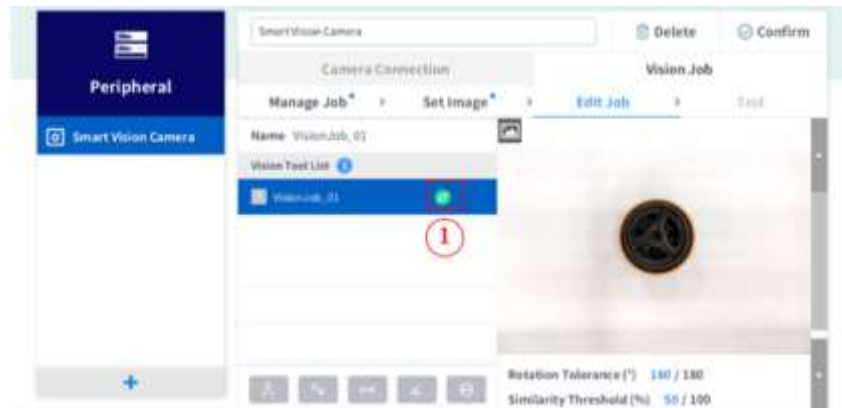 Smart Vision Camera
Delete
Confirm
Peripheral
Camera Connection
Vision Job
Manage Job* > Set Image* > Edit Job > Test
Smart Vision Camera
Name VisionJob_01
Vision Tool List
VisionJob_01
1
Rotation Tolerance (°) 180 / 180
Similarity Threshold (%) 50 / 100
+